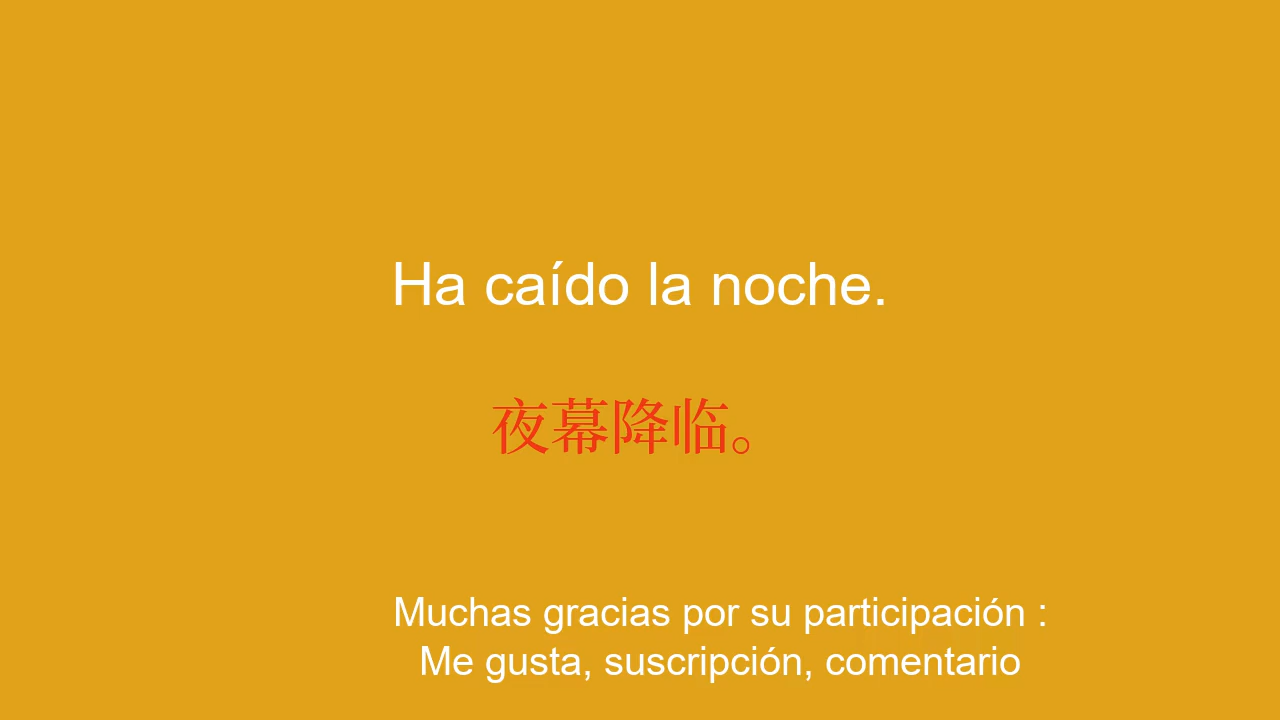 Ha caído la noche.
夜幕降临。
Muchas gracias por su participación :
Me gusta, suscripción, comentario